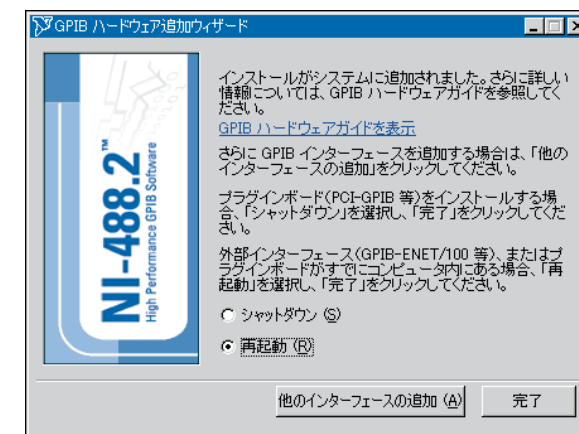 GPIB ハードウェア追加ウィザード
NI-488.2™
High Performance GPIB Software
インストールがシステムに追加されました。さらに詳しい
情報については、GPIB ハードウェアガイドを参照してく
ださい。
GPIB ハードウェアガイドを表示
さらに GPIB インターフェースを追加する場合は、「他の
インターフェースの追加」をクリックしてください。
プラグインボード(PCI-GPIB 等)をインストールする場
合、「シャットダウン」を選択し、「完了」をクリックしてくだ
さい。
外部インターフェース(GPIB-ENET/100 等)、またはプ
ラグインボードがすでにコンピュータ内にある場合、「再
起動」を選択し、「完了」をクリックしてください。
シャットダウン (S)
再起動 (R)
他のインターフェースの追加 (A)
完了